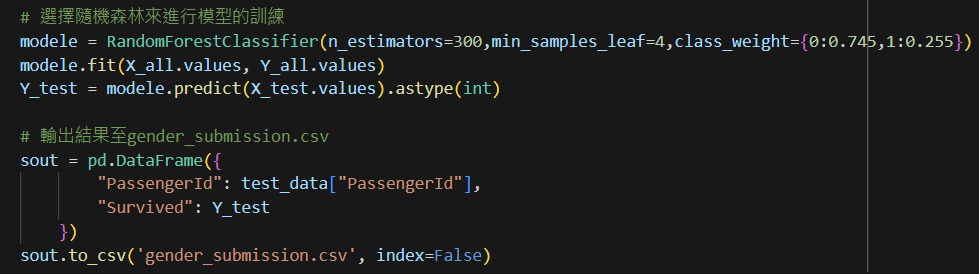 # 選擇隨機森林來進行模型的訓練
modele = RandomForestClassifier(n_estimators=300,min_samples_leaf=4,class_weight={0:0.745,1:0.255})
modele.fit(X_all.values, Y_all.values)
Y_test = modele.predict(X_test.values).astype(int)
# 輸出結果至gender_submission.csv
sout = pd.DataFrame({
"PassengerId": test_data["PassengerId"],
"Survived": Y_test
})
sout.to_csv('gender_submission.csv', index=False)